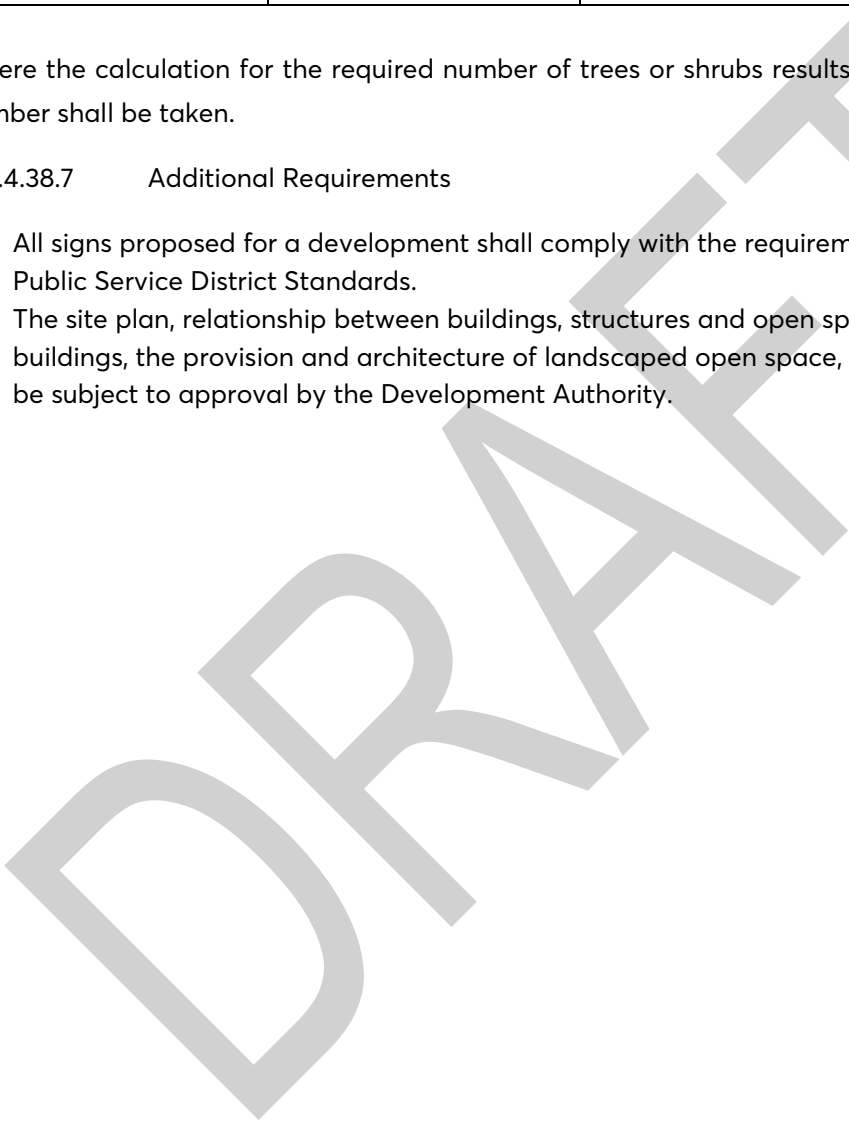 ere the calculation for the required number of trees or shrubs results
nber shall be taken.
.4.38.7 Additional Requirements
All signs proposed for a development shall comply with the requirem
Public Service District Standards.
The site plan, relationship between buildings, structures and open sp
buildings, the provision and architecture of landscaped open space,
be subject to approval by the Development Authority.
DRAFT